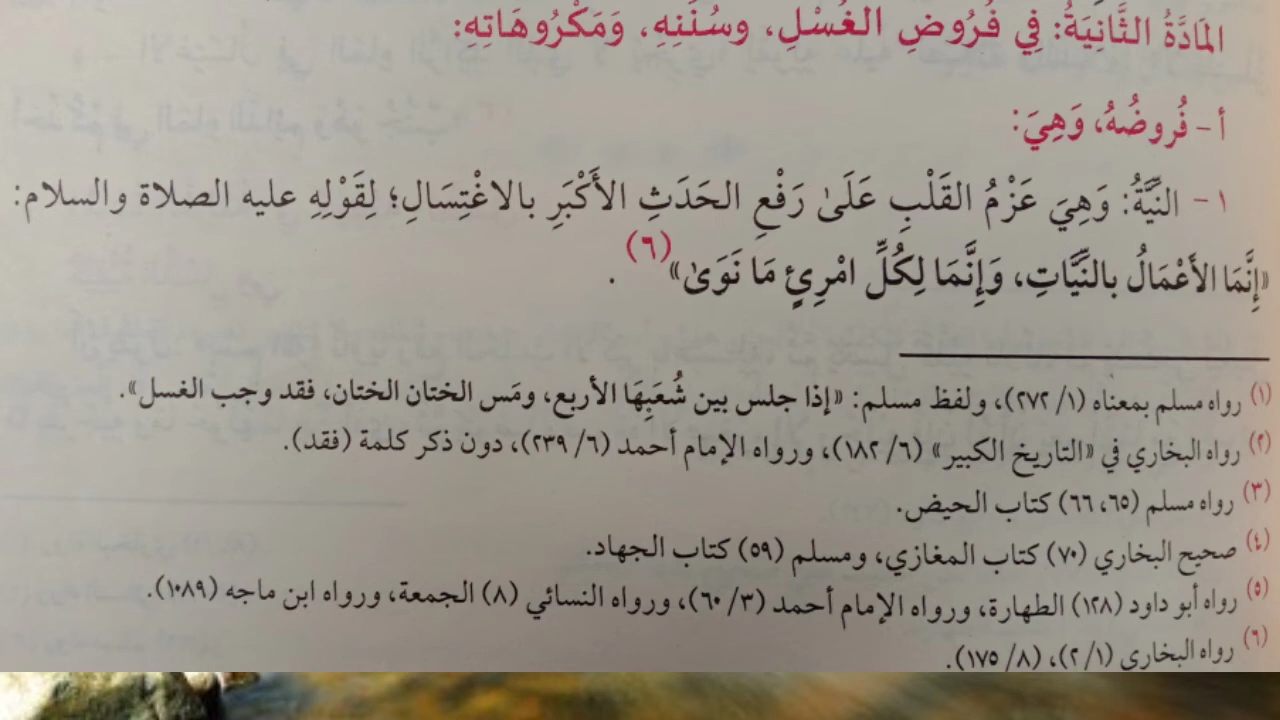 المَادَّةُ الثَّانِيَةُ: فِي فُرُوضِ الغُسْلِ، وسُنَنِهِ، وَمَكْرُوهَاتِهِ:
أ- فُروضُهُ، وَهِيَ:
١- النِّيَّةُ: وَهِيَ عَزْمُ القَلْبِ عَلَىٰ رَفْعِ الحَدَثِ الأَكْبَرِ بالاغْتِسَالِ؛ لِقَوْلِهِ عليه الصلاة والسلام:
«إِنَّمَا الأَعْمَالُ بالنِّيَّاتِ، وَإِنَّمَا لِكُلِّ امْرِئٍ مَا نَوَىٰ»(٦) .
(١) رواه مسلم بمعناه (١/ ٢٧٢)، ولفظ مسلم: «إذا جلس بين شُعَبِهَا الأربع، ومَس الختان الختان، فقد وجب الغسل».
(٢) رواه البخاري في «التاريخ الكبير» (٦/ ١٨٢)، ورواه الإمام أحمد (٦/ ٢٣٩)، دون ذكر كلمة (فقد).
(٣) رواه مسلم (٦٥، ٦٦) كتاب الحيض.
(٤) صحيح البخاري (٧٠) كتاب المغازي، ومسلم (٥٩) كتاب الجهاد.
(٥) رواه أبو داود (١٢٨) الطهارة، ورواه الإمام أحمد (٣/ ٦٠)، ورواه النسائي (٨) الجمعة، ورواه ابن ماجه (١٠٨٩).
(٦) رواه البخاري (١/ ٢)، (٨/ ١٧٥).